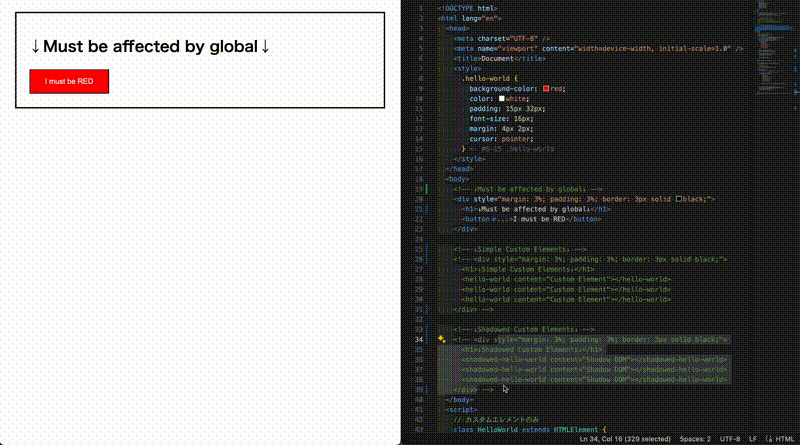 ↓Must be affected by global↓
I must be RED
1 <!DOCTYPE html>
2 <html lang="en">
3 <head>
4 <meta charset="UTF-8" />
5 <meta name="viewport" content="width=device-width, initial-scale=1.0" />
6 <title>Document</title>
7 <style>
8 .hello-world {
9 background-color: red;
10 color: white;
11 padding: 15px 32px;
12 font-size: 16px;
13 margin: 4px 2px;
14 cursor: pointer;
15 } <- #8-15 .hello-world
16 </style>
17 </head>
18 <body>
19 <!-- ↓Must be affected by global↓ -->
20 <div style="margin: 3%; padding: 3%; border: 3px solid black;">
21 <h1>↓Must be affected by global↓</h1>
22 <button ...>I must be RED</button>
23 </div>
24
25 <!-- ↓Simple Custom Elements↓ -->
26 <!-- <div style="margin: 3%; padding: 3%; border: 3px solid black;">
27 <h1>↓Simple Custom Elements↓</h1>
28 <hello-world content="Custom Element"></hello-world>
29 <hello-world content="Custom Element"></hello-world>
30 <hello-world content="Custom Element"></hello-world>
31 </div> -->
32
33 <!-- ↓Shadowed Custom Elements↓ -->
34 <!-- <div style="margin: 3%; padding: 3%; border: 3px solid black;">
35 <h1>↓Shadowed Custom Elements↓</h1>
36 <shadowed-hello-world content="Shadow DOM"></shadowed-hello-world>
37 <shadowed-hello-world content="Shadow DOM"></shadowed-hello-world>
38 <shadowed-hello-world content="Shadow DOM"></shadowed-hello-world>
39 </div> -->
40 </body>
41 <script>
42 // カスタムエレメントのみ
43 class HelloWorld extends HTMLElement {
Ln 34, Col 16 (329 selected) Spaces: 2 UTF-8 LF HTML